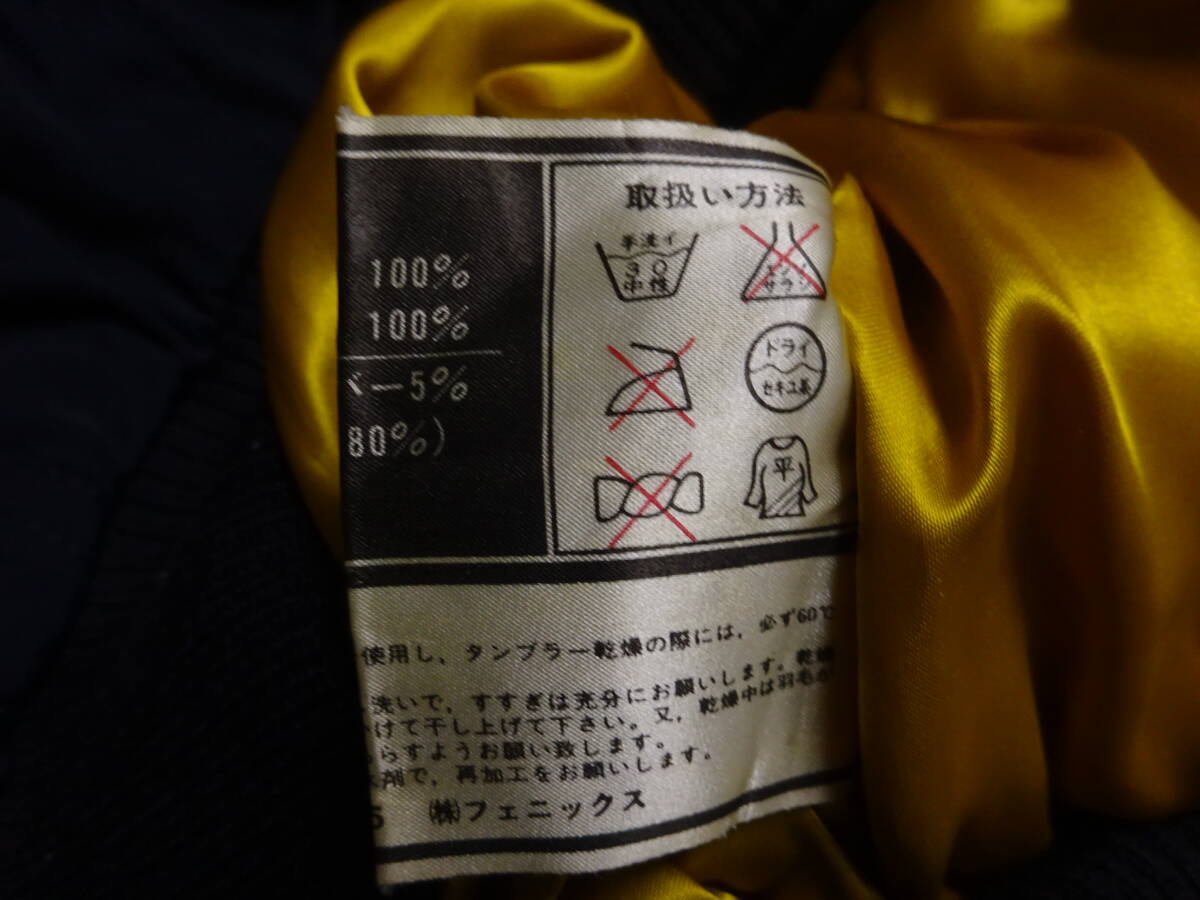 100%
100%
ー5%
80%)
取扱い方法
手洗イ
30
中性
エンソ
サラシ
ドライ
セキユ系
平
使用し，タンブラー乾燥の際には，必ず60℃
洗いで，すすぎは充分にお願いします。乾燥
けて干し上げて下さい。又，乾燥中は羽毛が
らすようお願い致します。
剤で，再加工をお願いします。
5 ㈱フェニックス